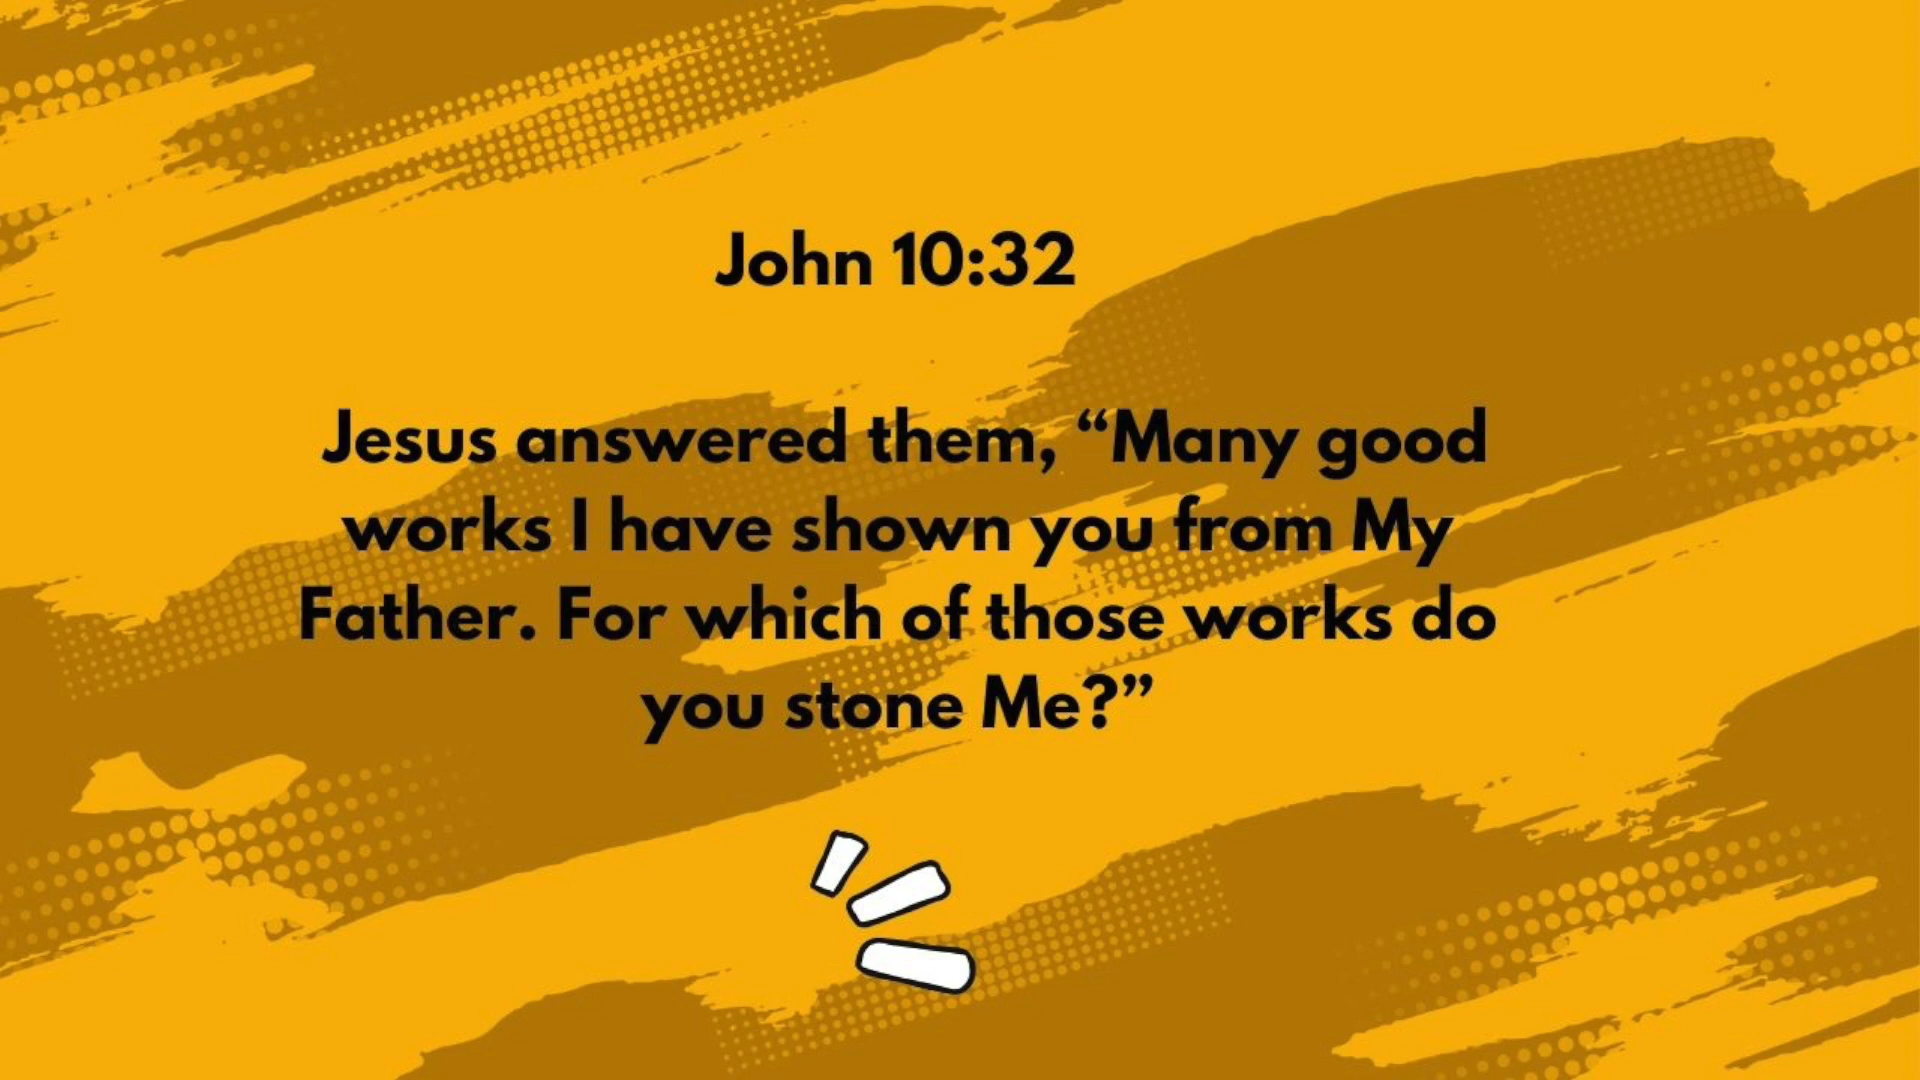 John 10:32
Jesus answered them, “Many good
works I have shown you from My
Father. For which of those works do
you stone Me?”